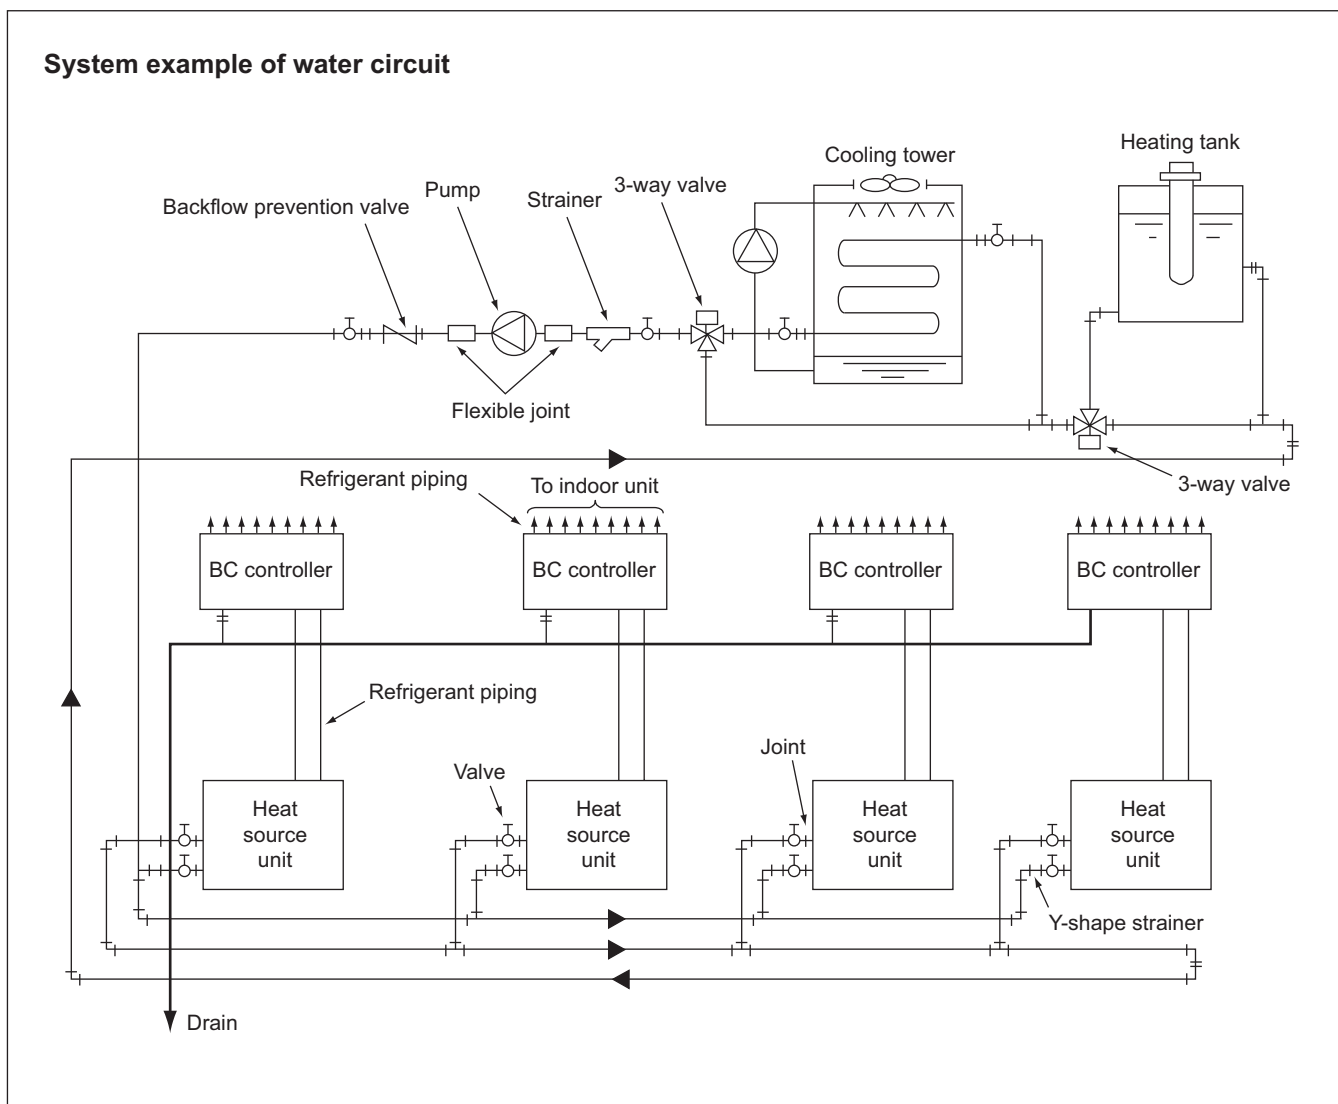 System example of water circuit
Heating tank
Cooling tower
3-way valve
Pump
Strainer
Backflow prevention valve
Flexible joint
Refrigerant piping
To indoor unit
3-way valve
BC controller
BC controller
BC controller
BC controller
Refrigerant piping
Joint
Valve
Heat
source
unit
Heat
source
unit
Heat
source
unit
Heat
source
unit
Y-shape strainer
Drain